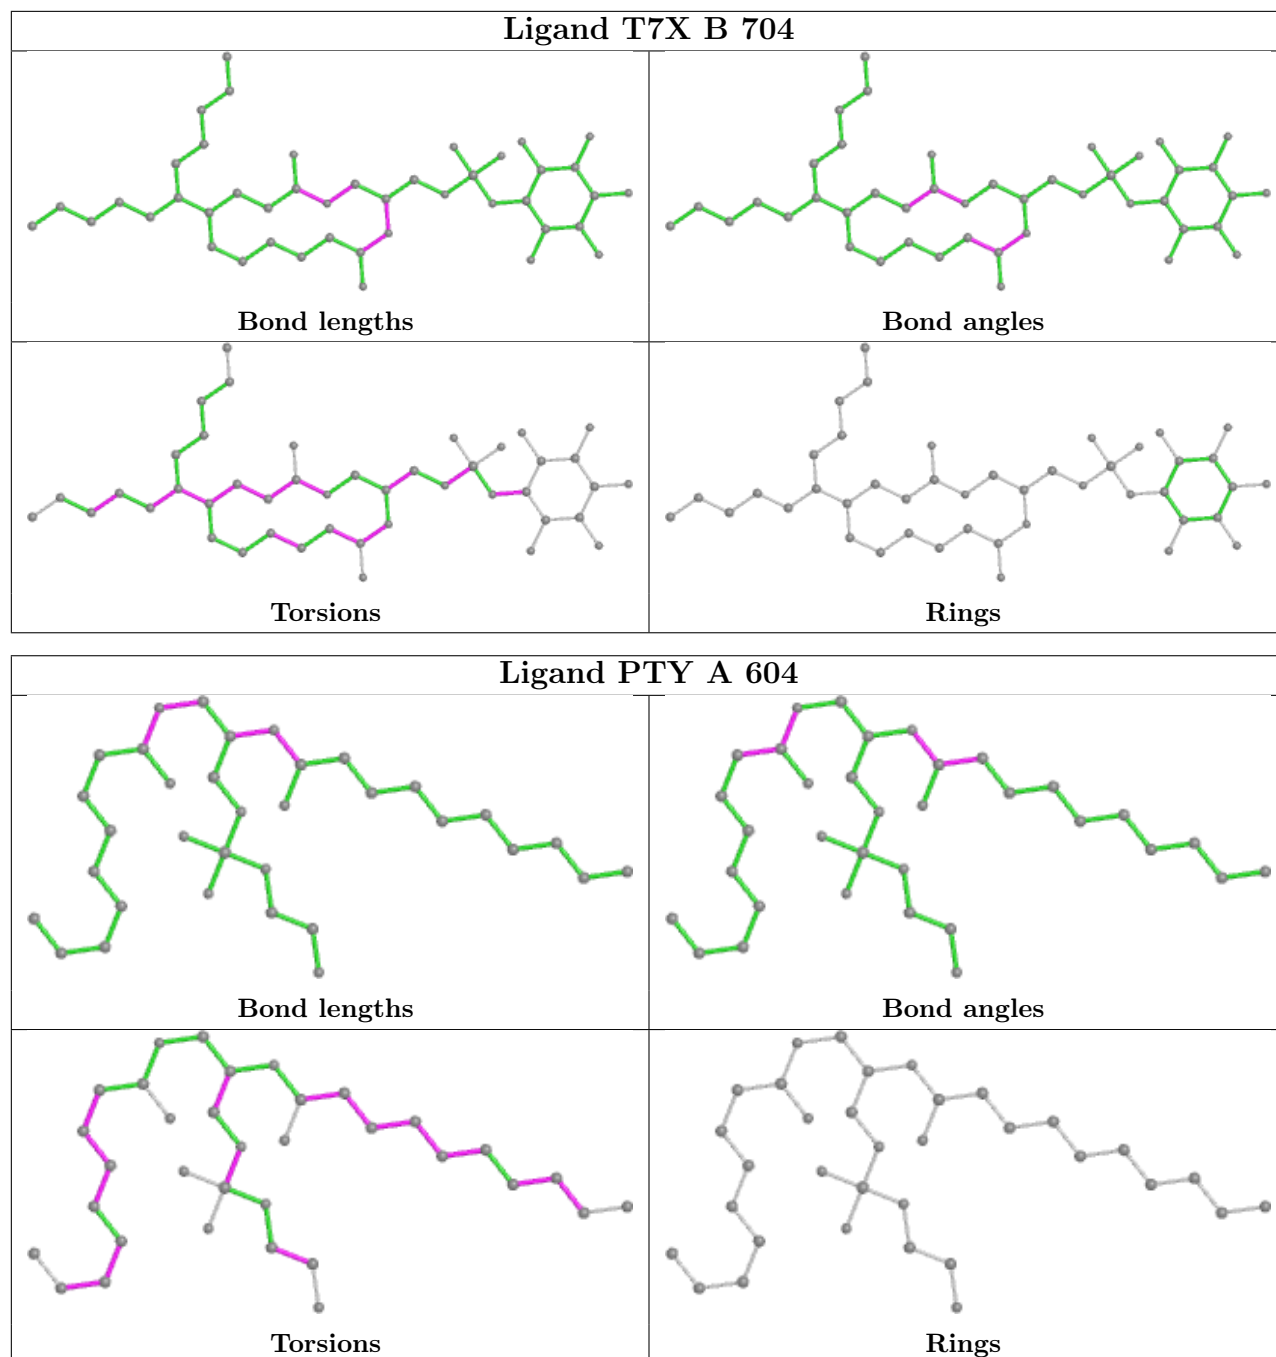 Ligand T7X B 704
Bond lengths
Bond angles
Torsions
Rings
Ligand PTY A 604
Bond lengths
Bond angles
Torsions
Rings